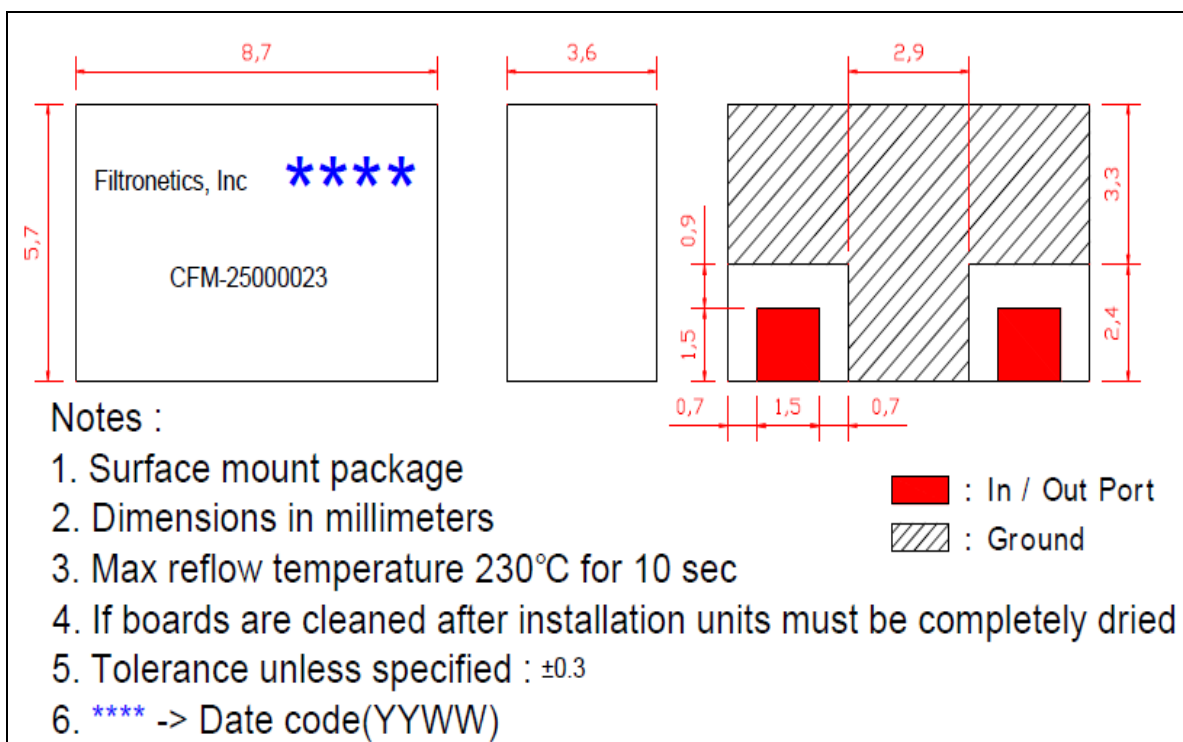 8,7
3,6
2,9
5,7
Filtronetics, Inc ****
CFM-25000023
0,9
1,5
3,3
2,4
0,7 1,5 0,7
Notes :
1. Surface mount package
2. Dimensions in millimeters
3. Max reflow temperature 230°C for 10 sec
4. If boards are cleaned after installation units must be completely dried
5. Tolerance unless specified : ±0.3
6. **** -> Date code(YYWW)
: In / Out Port
: Ground